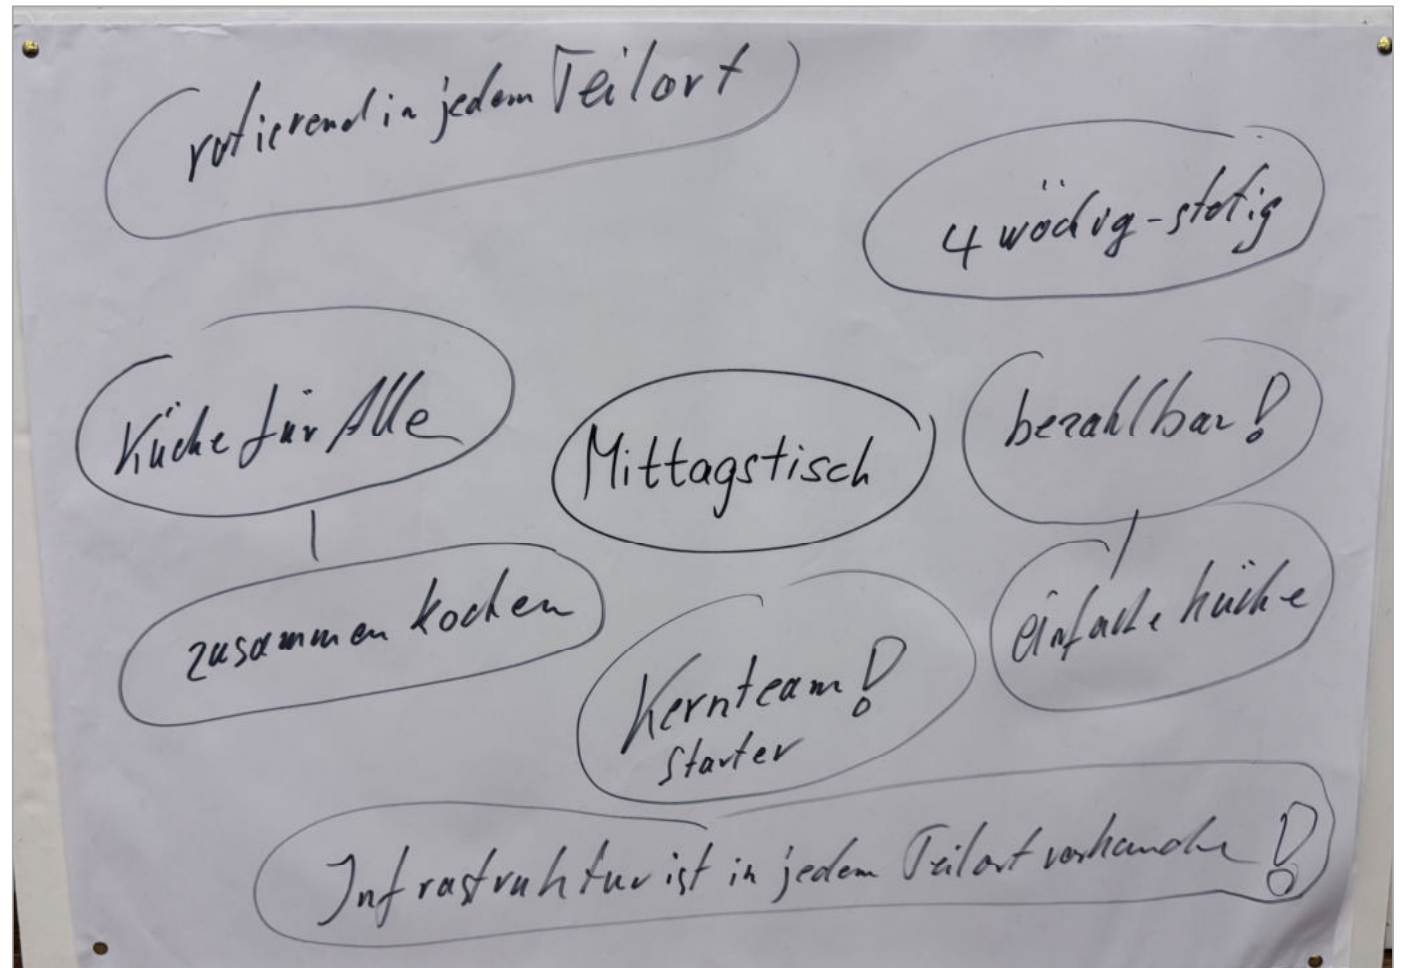 rotierend in jedem Teilort
4 wöchig - stetig
Küche für Alle
Mittagstisch
bezahlbar!
zusammen kochen
einfache Küche
Kernteam!
Starter
Infrastruktur ist in jedem Teilort vorhanden!